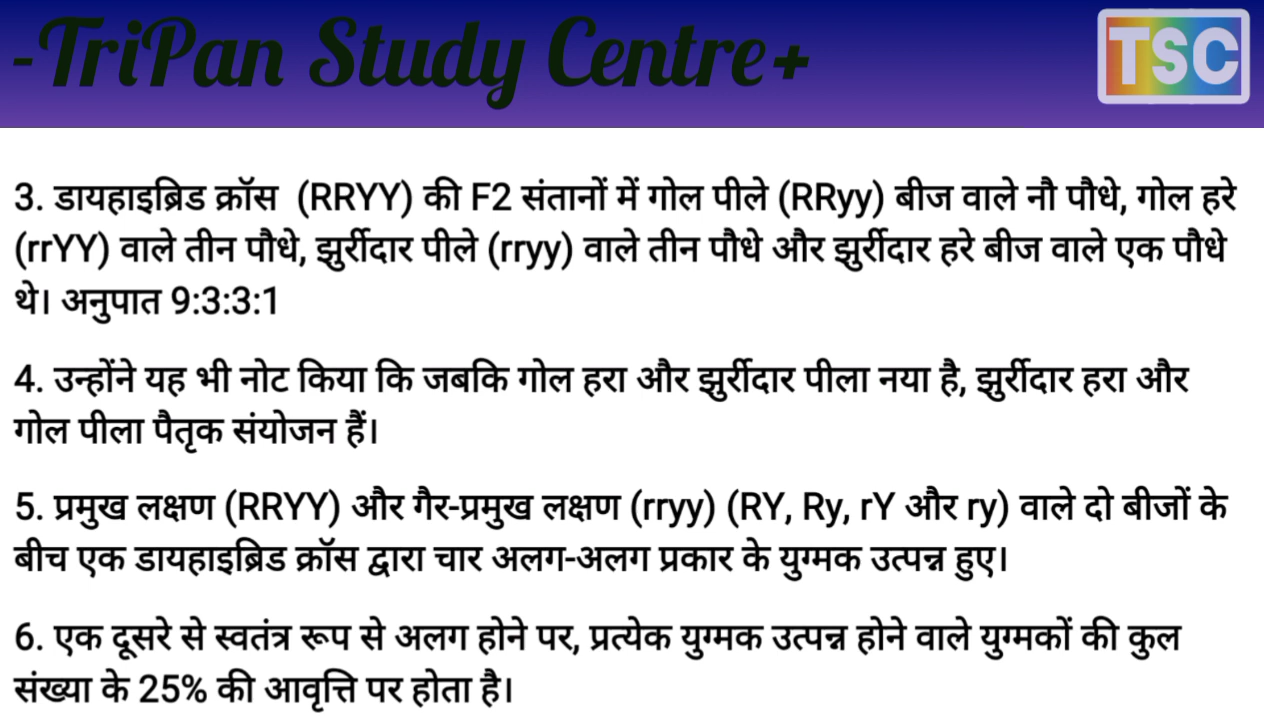 -TriPan Study Centre+
TSC
3. डायहाइब्रिड क्रॉस (RRYY) की F2 संतानों में गोल पीले (RRyy) बीज वाले नौ पौधे, गोल हरे
(rrYY) वाले तीन पौधे, झुर्रीदार पीले (rryy) वाले तीन पौधे और झुर्रीदार हरे बीज वाले एक पौधे
थे। अनुपात 9:3:3:1
4. उन्होंने यह भी नोट किया कि जबकि गोल हरा और झुर्रीदार पीला नया है, झुर्रीदार हरा और
गोल पीला पैतृक संयोजन हैं।
5. प्रमुख लक्षण (RRYY) और गैर-प्रमुख लक्षण (rryy) (RY, Ry, rY और ry) वाले दो बीजों के
बीच एक डायहाइब्रिड क्रॉस द्वारा चार अलग-अलग प्रकार के युग्मक उत्पन्न हुए।
6. एक दूसरे से स्वतंत्र रूप से अलग होने पर, प्रत्येक युग्मक उत्पन्न होने वाले युग्मकों की कुल
संख्या के 25% की आवृत्ति पर होता है।